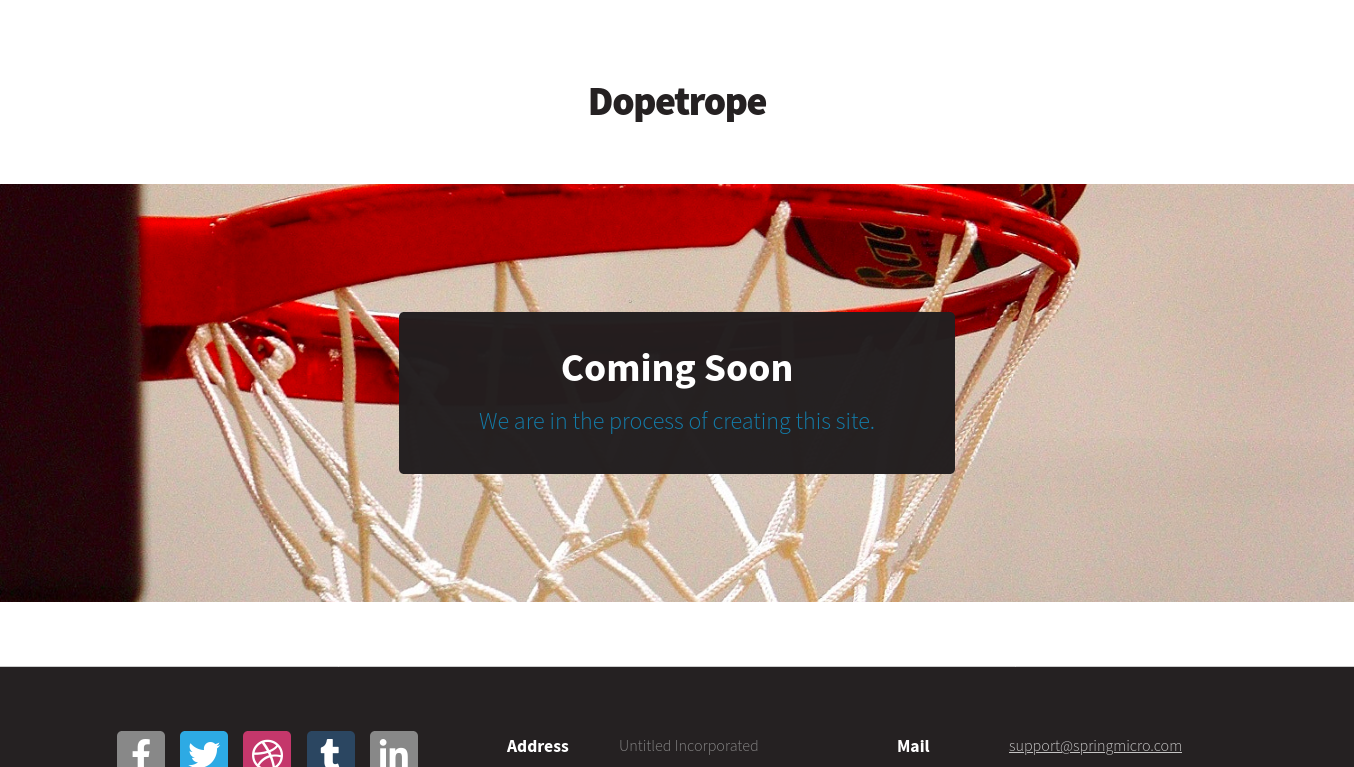 Dopetrope
Coming Soon
We are in the process of creating this site.
Address
Untitled Incorporated
Mail
support@springmicro.com